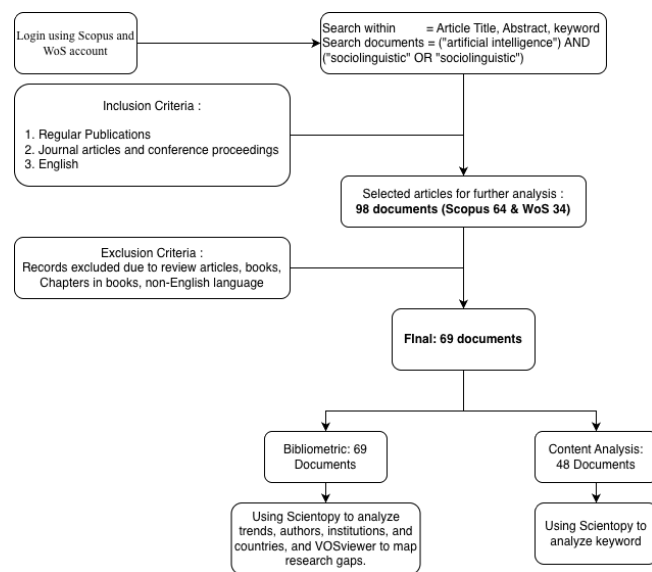 Login using Scopus and
WoS account
Search within = Article Title, Abstract, keyword
Search documents = ("artificial intelligence") AND
("sociolinguistic" OR "sociolinguistic")
Inclusion Criteria :
1. Regular Publications
2. Journal articles and conference proceedings
3. English
Selected articles for further analysis :
98 documents (Scopus 64 & WoS 34)
Exclusion Criteria :
Records excluded due to review articles, books,
Chapters in books, non-English language
FInal: 69 documents
Bibliometric: 69
Documents
Content Analysis:
48 Documents
Using Scientopy to analyze
trends, authors, institutions, and
countries, and VOSviewer to map
research gaps.
Using Scientopy to
analyze keyword